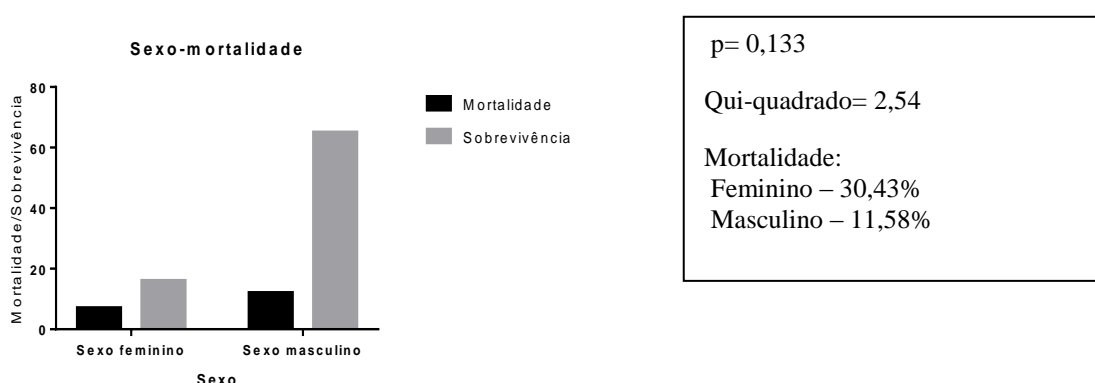 Sexo-mortalidade
80
60
40
20
0
Mortalidade/Sobrevivência
Sexo feminino
Sexo masculino
Sexo
Mortalidade
Sobrevivência
p= 0,133
Qui-quadrado= 2,54
Mortalidade:
Feminino – 30,43%
Masculino – 11,58%